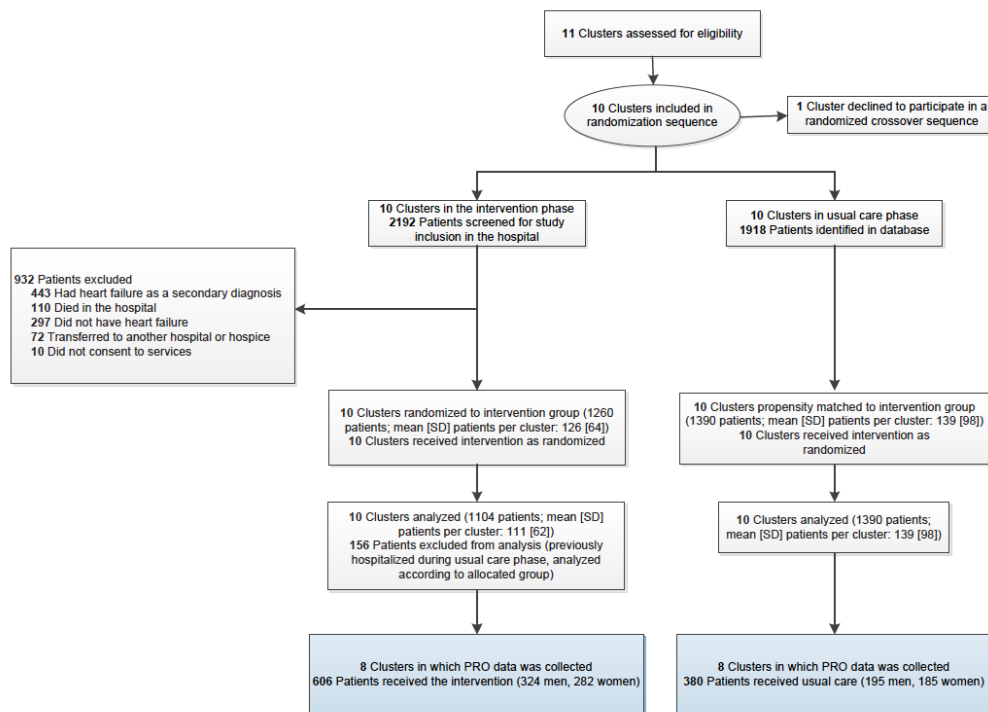 11 Clusters assessed for eligibility
10 Clusters included in
randomization sequence
1 Cluster declined to participate in a
randomized crossover sequence
10 Clusters in the intervention phase
2192 Patients screened for study
inclusion in the hospital
10 Clusters in usual care phase
1918 Patients identified in database
932 Patients excluded
443 Had heart failure as a secondary diagnosis
110 Died in the hospital
297 Did not have heart failure
72 Transferred to another hospital or hospice
10 Did not consent to services
10 Clusters randomized to intervention group (1260
patients; mean [SD] patients per cluster: 126 [64])
10 Clusters received intervention as randomized
10 Clusters propensity matched to intervention group
(1390 patients; mean [SD] patients per cluster: 139 [98])
10 Clusters received intervention as
randomized
10 Clusters analyzed (1104 patients; mean [SD]
patients per cluster: 111 [62])
156 Patients excluded from analysis (previously
hospitalized during usual care phase, analyzed
according to allocated group)
10 Clusters analyzed (1390 patients;
mean [SD] patients per cluster: 139 [98])
8 Clusters in which PRO data was collected
606 Patients received the intervention (324 men, 282 women)
8 Clusters in which PRO data was collected
380 Patients received usual care (195 men, 185 women)